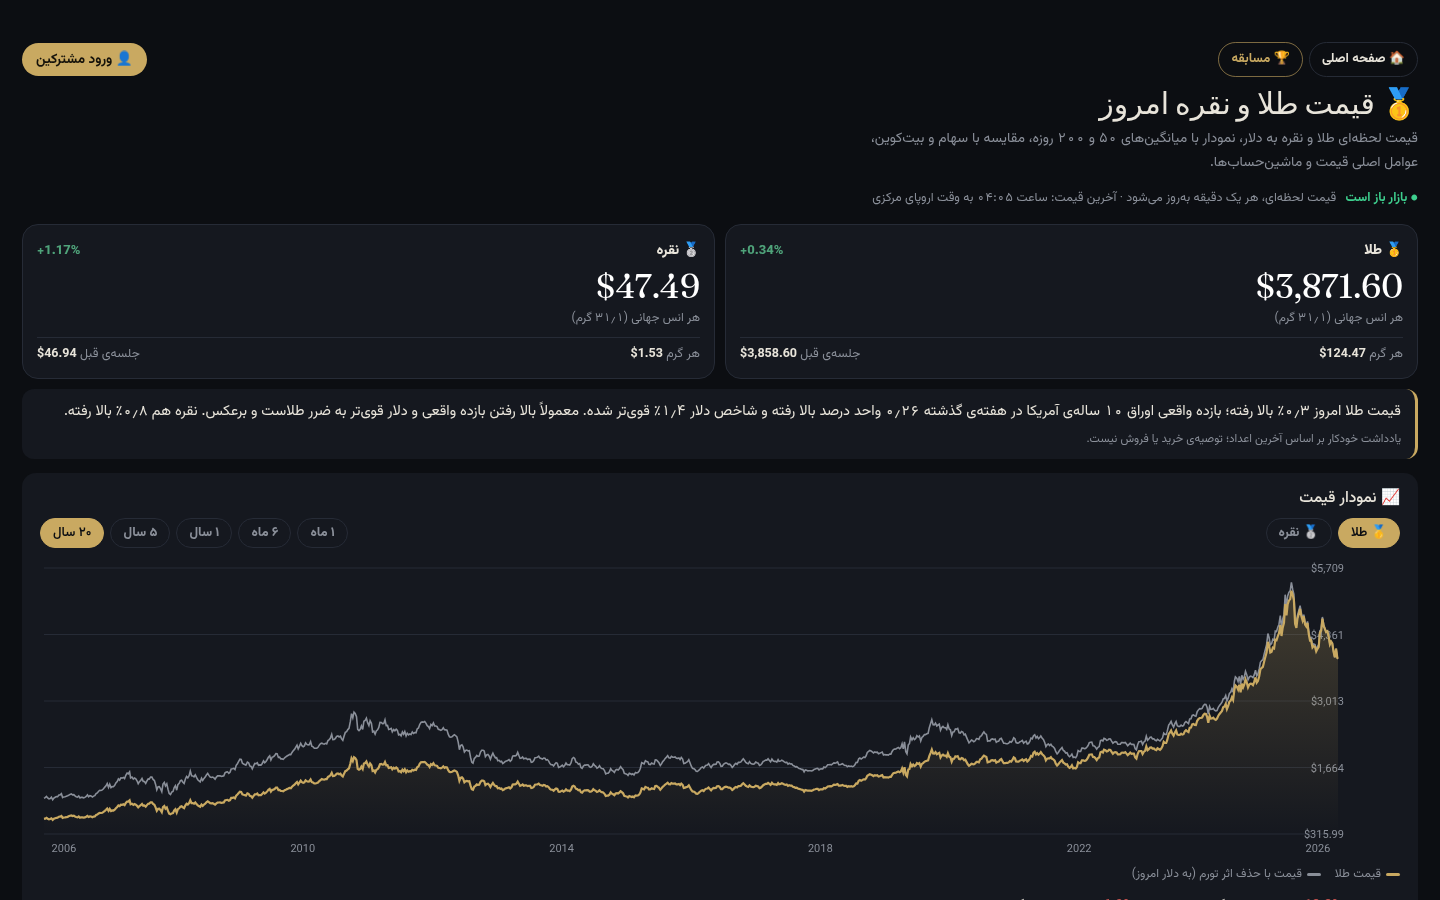 🏠 صفحه اصلی
🏆 مسابقه
👤 ورود مشترکین
🥇 قیمت طلا و نقره امروز
قیمت لحظه‌ای طلا و نقره به دلار، نمودار با میانگین‌های ۵۰ و ۲۰۰ روزه، مقایسه با سهام و بیت‌کوین،
عوامل اصلی قیمت و ماشین‌حساب‌ها.
● بازار باز است قیمت لحظه‌ای، هر یک دقیقه به‌روز می‌شود · آخرین قیمت: ساعت ۰۴:۰۵ به وقت اروپای مرکزی
🥇 طلا +0.34%
$3,871.60
هر انس جهانی (۳۱٫۱ گرم)
هر گرم $124.47 جلسه‌ی قبل $3,858.60
🥈 نقره +1.17%
$47.49
هر انس جهانی (۳۱٫۱ گرم)
هر گرم $1.53 جلسه‌ی قبل $46.94
قیمت طلا امروز ۰٫۳٪ بالا رفته؛ بازده واقعی اوراق ۱۰ ساله‌ی آمریکا در هفته‌ی گذشته ۰٫۲۶ واحد درصد بالا رفته و شاخص دلار ۱٫۴٪ قوی‌تر شده. معمولاً بالا رفتن بازده واقعی و دلار قوی‌تر به ضرر طلاست و برعکس. نقره هم ۰٫۸٪ بالا رفته.
یادداشت خودکار بر اساس آخرین اعداد؛ توصیه‌ی خرید یا فروش نیست.
📈 نمودار قیمت
🥇 طلا
🥈 نقره
۱ ماه
۶ ماه
۱ سال
۵ سال
۲۰ سال
$5,709
$4,361
$3,013
$1,664
$315.99
2006 2010 2014 2018 2022 2026
قیمت طلا
قیمت با حذف اثر تورم (به دلار امروز)